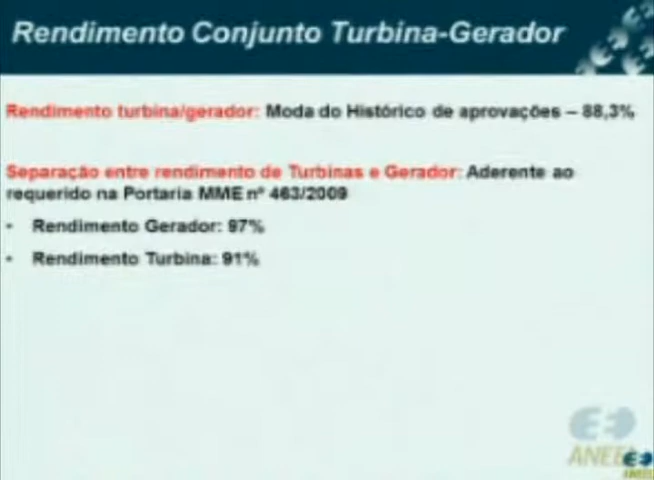 Rendimento Conjunto Turbina-Gerador
Rendimento turbina/gerador: Moda do Histórico de aprovações – 88,3%
Separação entre rendimento de Turbinas e Gerador: Aderente ao
requerido na Portaria MME nº 463/2009
• Rendimento Gerador: 97%
• Rendimento Turbina: 91%
ANEEL
ANEEL